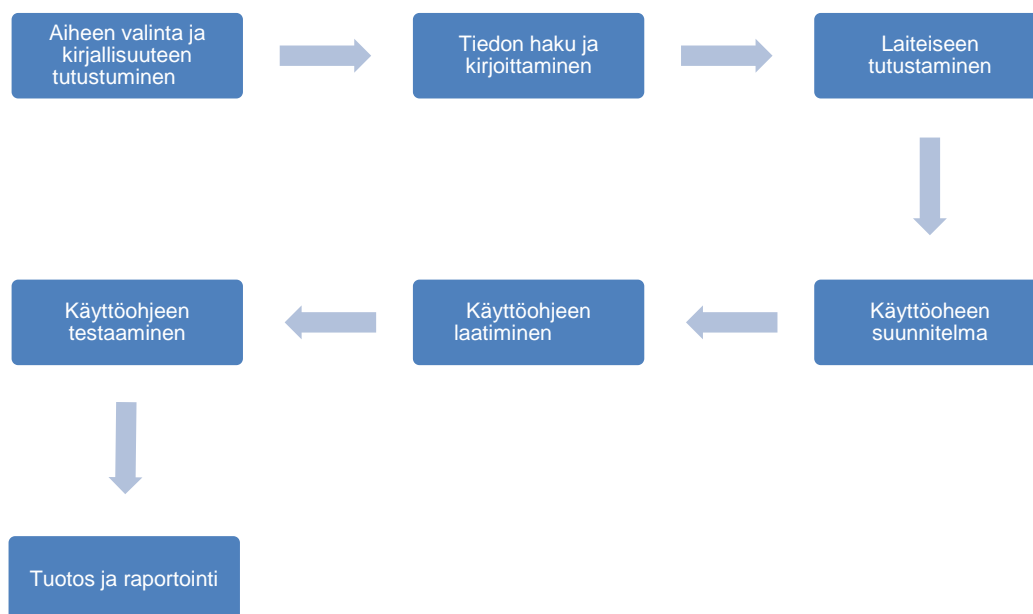 Aiheen valinta ja
kirjallisuuteen
tutustuminen
Tiedon haku ja
kirjoittaminen
Laiteiseen
tutustaminen
Käyttöoheen
suunnitelma
Käyttöohjeen
laatiminen
Käyttöohjeen
testaaminen
Tuotos ja raportointi